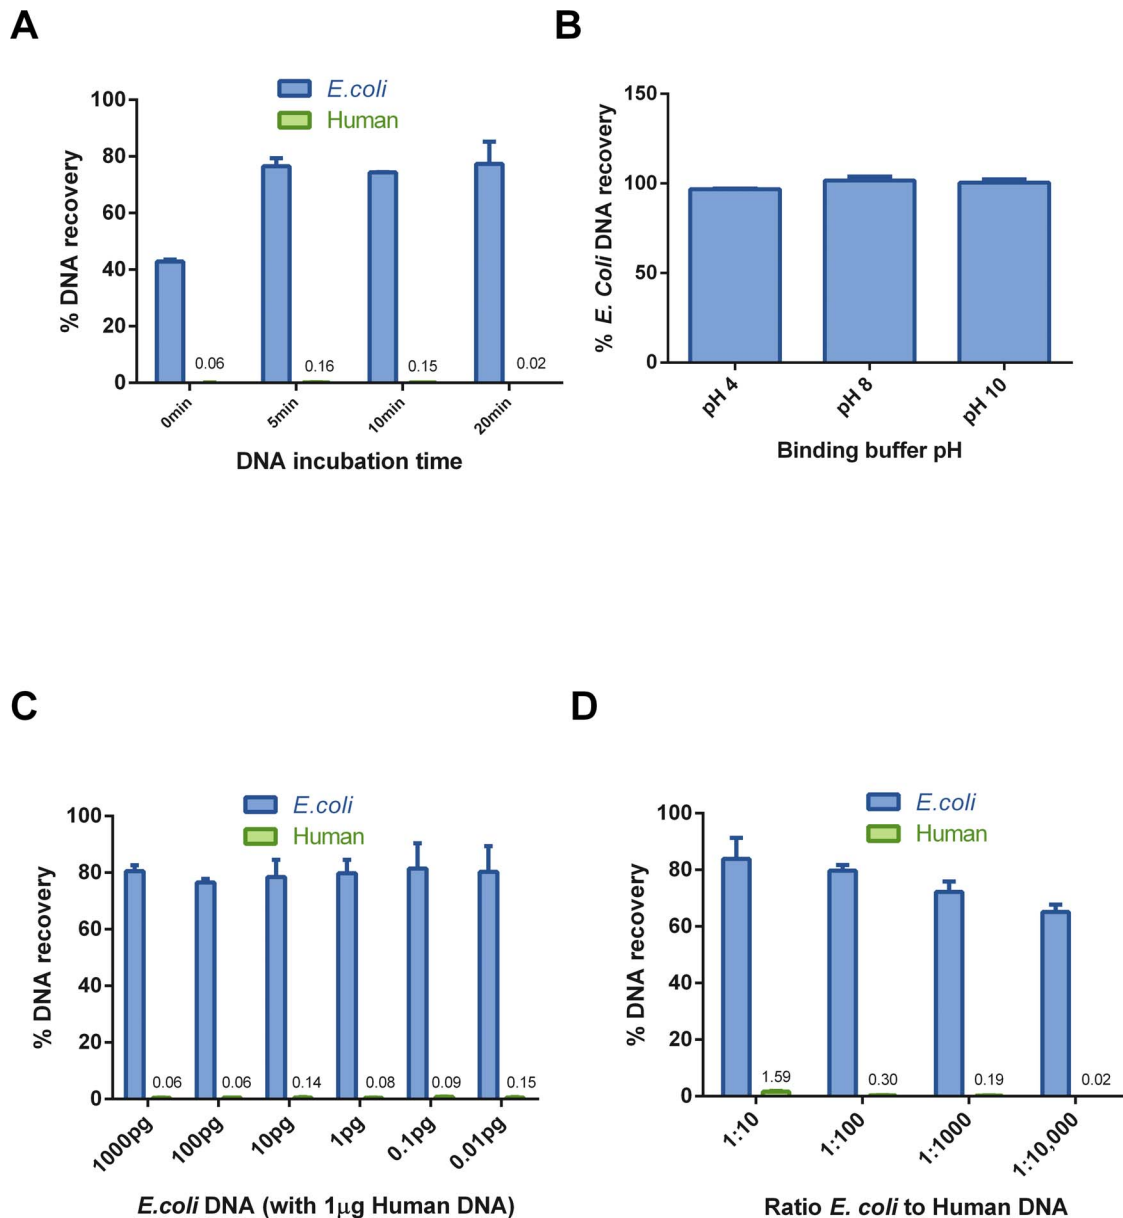 A
E.coli
Human
100
80
60
40
20
0
% DNA recovery
0.06
0.16
0.15
0.02
0min
5min
10min
20min
DNA incubation time
B
150
100
50
0
% E. Coli DNA recovery
pH 4
pH 8
pH 10
Binding buffer pH
C
E.coli
Human
100
80
60
40
20
0
% DNA recovery
0.06
0.06
0.14
0.08
0.09
0.15
1000pg
100pg
10pg
1pg
0.1pg
0.01pg
E.coli DNA (with 1μg Human DNA)
D
E.coli
Human
100
80
60
40
20
0
% DNA recovery
1.59
0.30
0.19
0.02
1:10
1:100
1:1000
1:10,000
Ratio E. coli to Human DNA